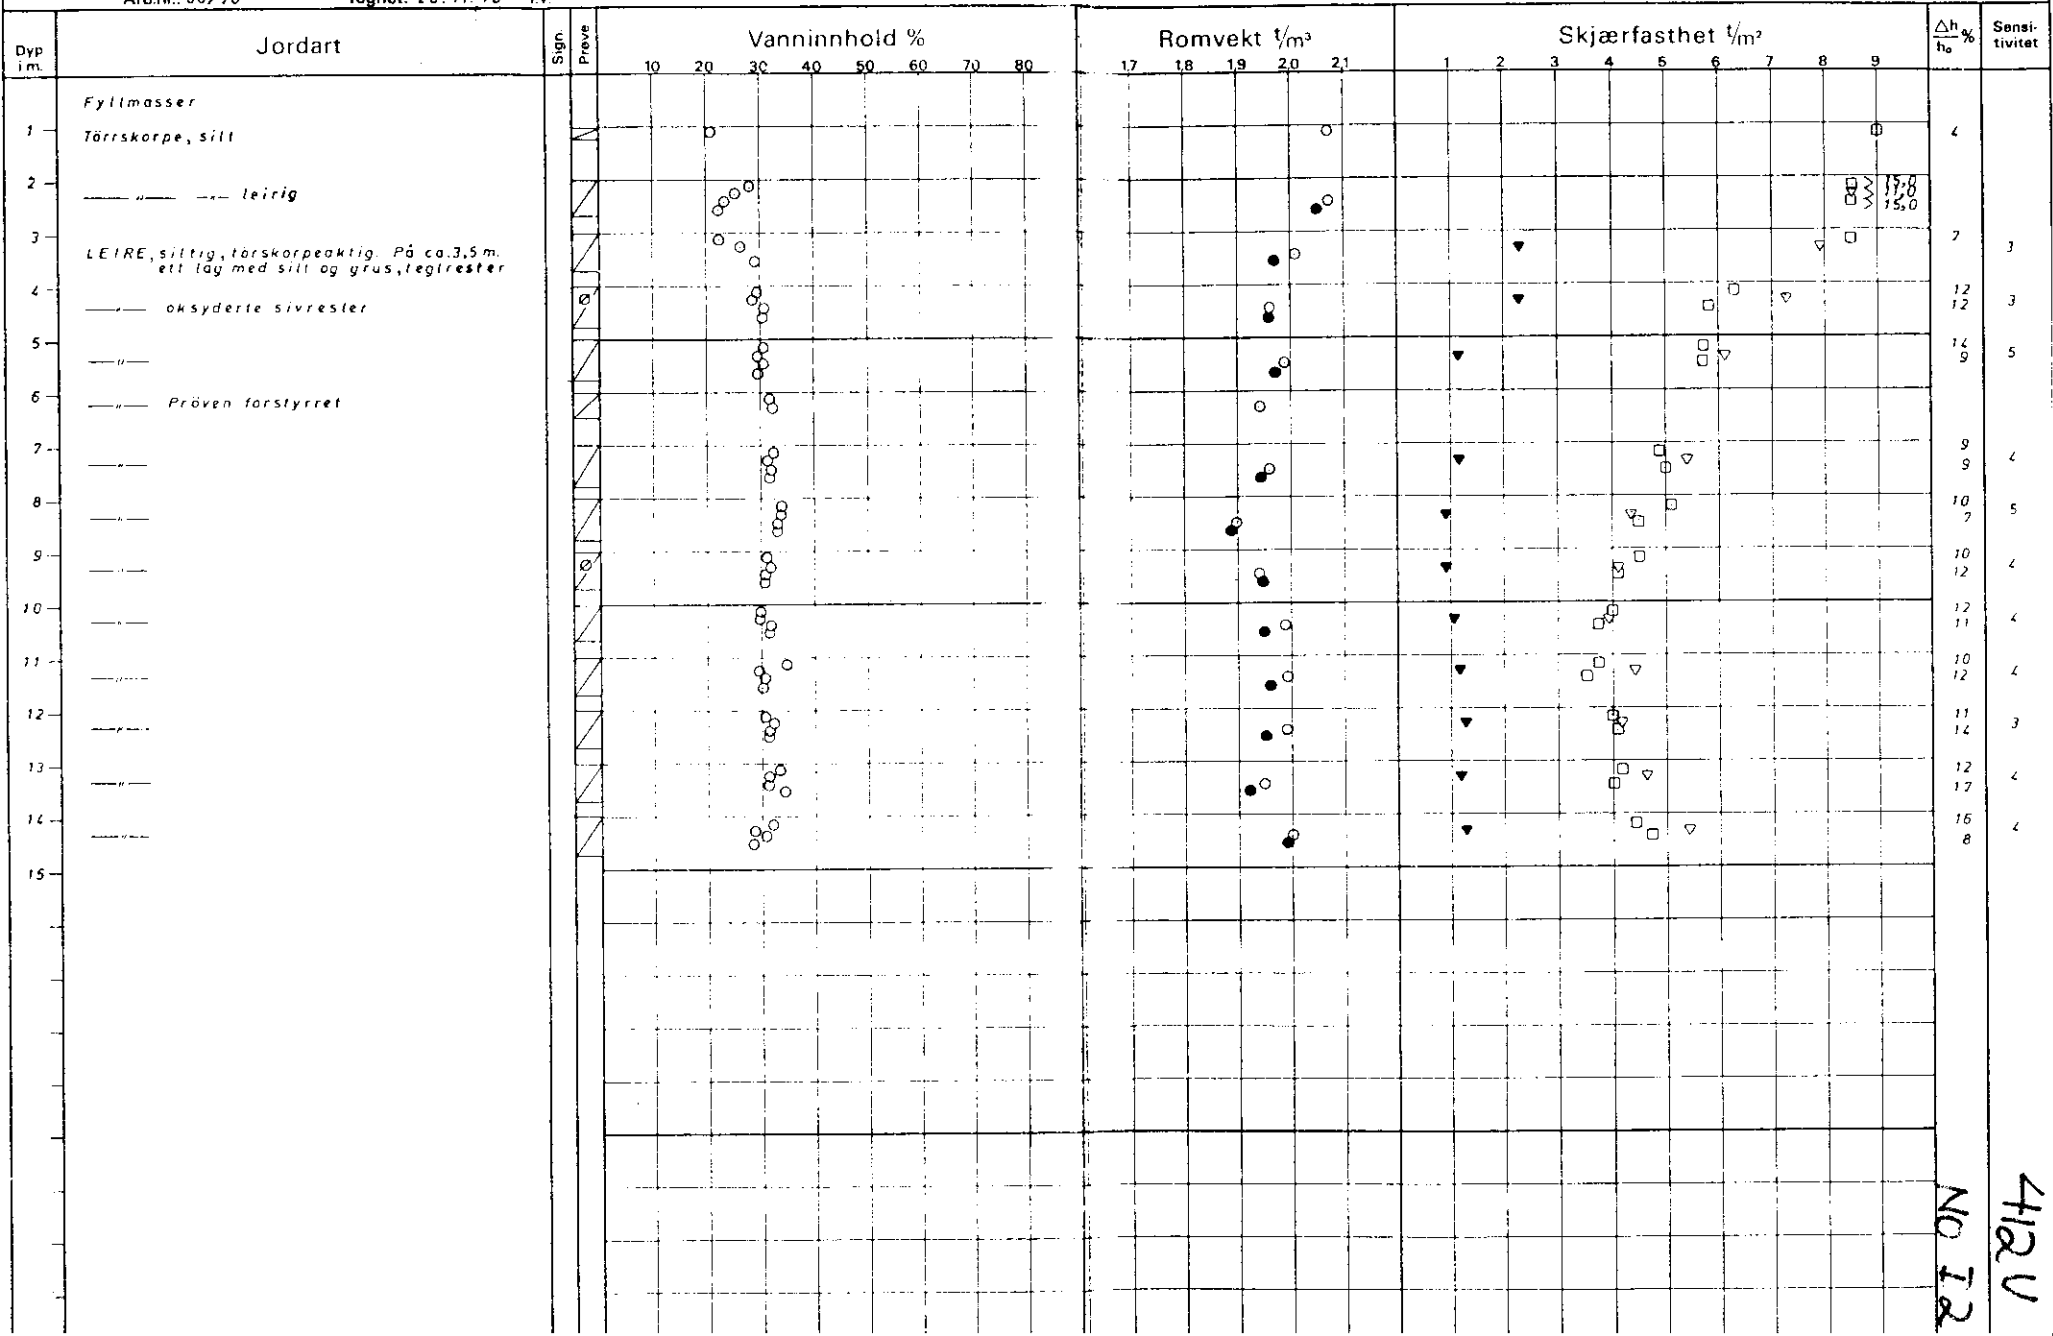 Dyp i m. Jordart Sign. Prøve Vanninnhold % Romvekt t/m³ Skjærfasthet t/m² Δh/h₀ % Sensi-tivitet
10 20 30 40 50 60 70 80 1,7 1,8 1,9 2,0 2,1 1 2 3 4 5 6 7 8 9
Fyllmasser
1 Törrskorpe, silt 4
2 > 15,0
> 11,0
> 15,0
—"— —"— leirig
3 7 3
LEIRE, siltig, törskorpeaktig. På ca. 3,5 m.
ett lag med silt og grus, teglrester
4 12
—"— oksyderte sivrester 12 3
5 14
—"— 9 5
6 —"— Pröven forstyrret
7 9
—"— 9 4
8 10
—"— 7 5
9 10
—"— 12 4
10 12
—"— 11 4
11 10
—"— 12 4
12 11
—"— 14 3
13 12
—"— 17 4
14 16
—"— 8 4
15
412V
NO I2